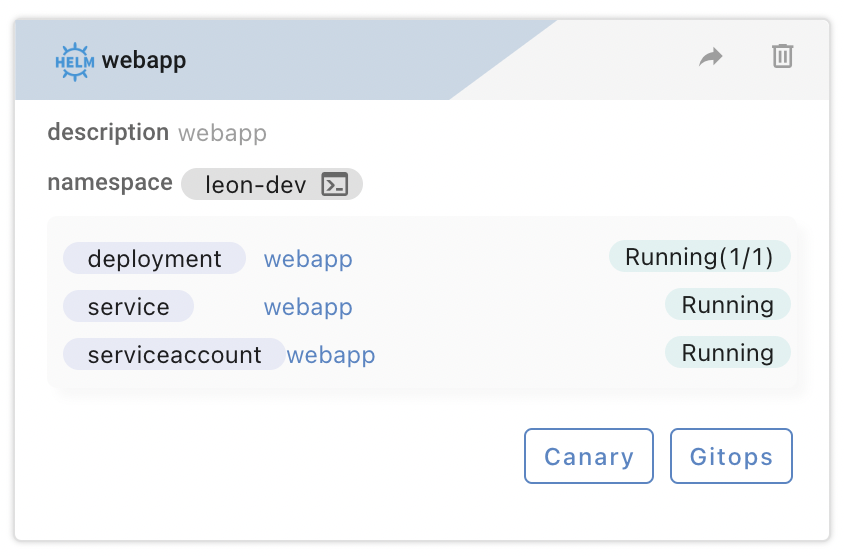 HELM webapp
description webapp
namespace leon-dev
deployment webapp Running(1/1)
service webapp Running
serviceaccount webapp Running
Canary Gitops